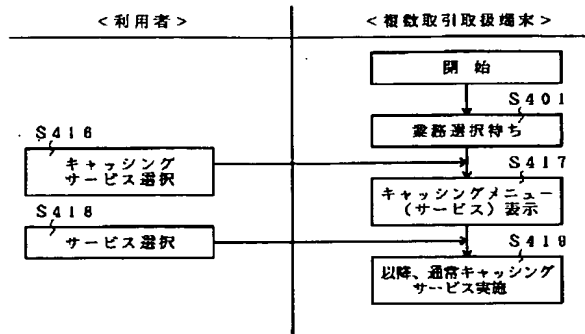 <利用者>
<複数取引取扱端末>
開 始
S401
業務選択待ち
S416
キャッシング
サービス選択
S417
キャッシングメニュー
(サービス)表示
S418
サービス選択
S419
以降、通常キャッシング
サービス実施